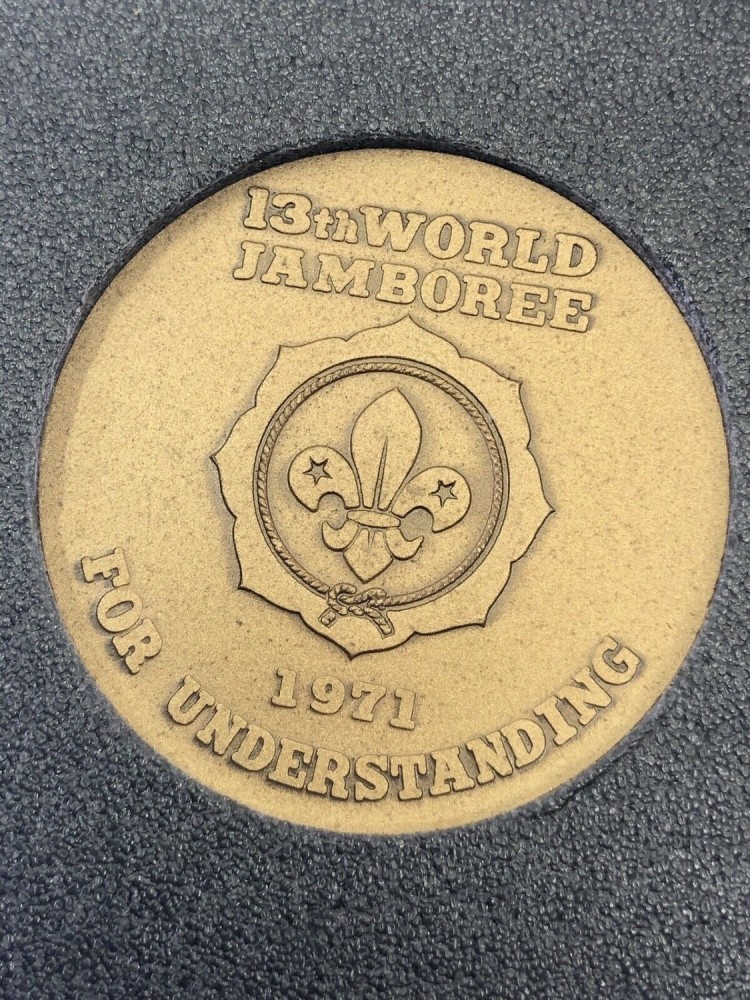 13th WORLD
JAMBOREE
1971
FOR UNDERSTANDING